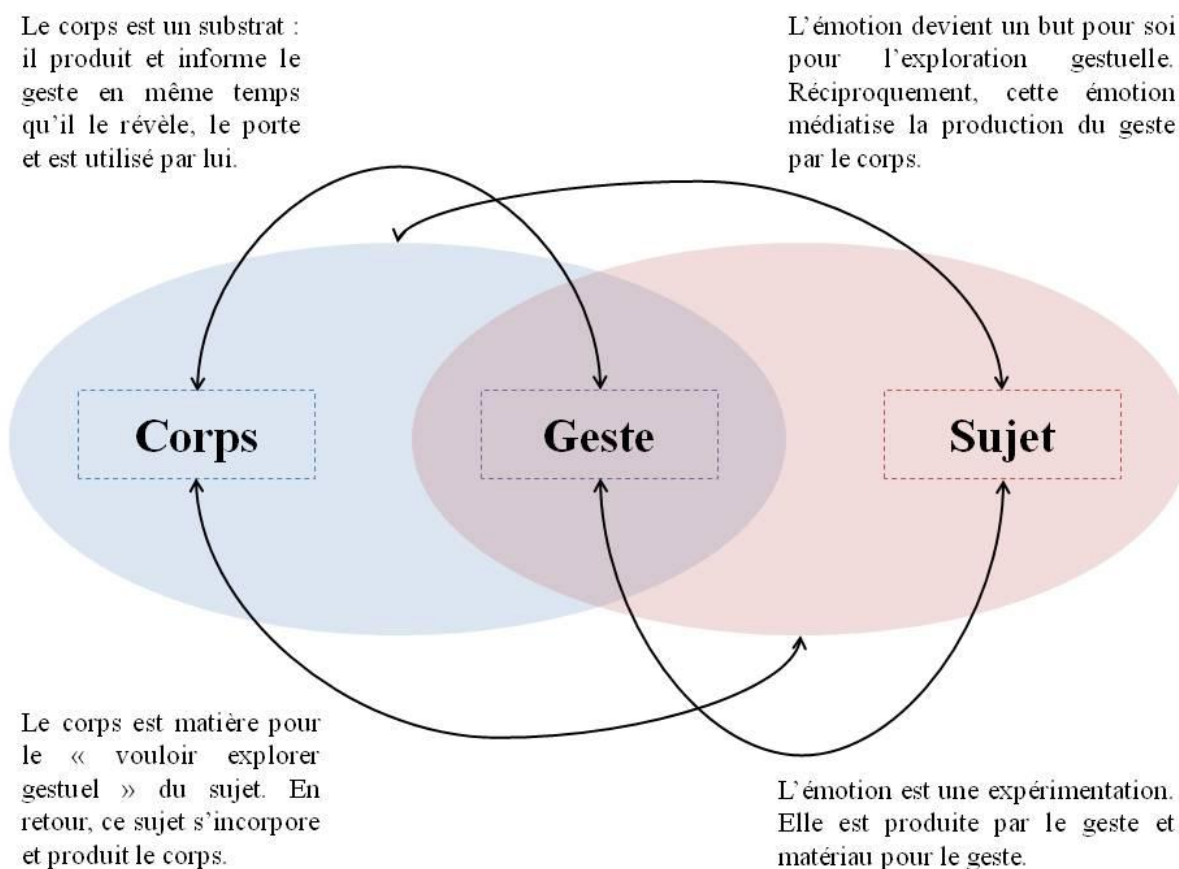 Le corps est un substrat :
il produit et informe le
geste en même temps
qu'il le révèle, le porte
et est utilisé par lui.
L'émotion devient un but pour soi
pour l'exploration gestuelle.
Réciproquement, cette émotion
médiatise la production du geste
par le corps.
Corps
Geste
Sujet
Le corps est matière pour
le « vouloir explorer
gestuel » du sujet. En
retour, ce sujet s'incorpore
et produit le corps.
L'émotion est une expérimentation.
Elle est produite par le geste et
matériau pour le geste.